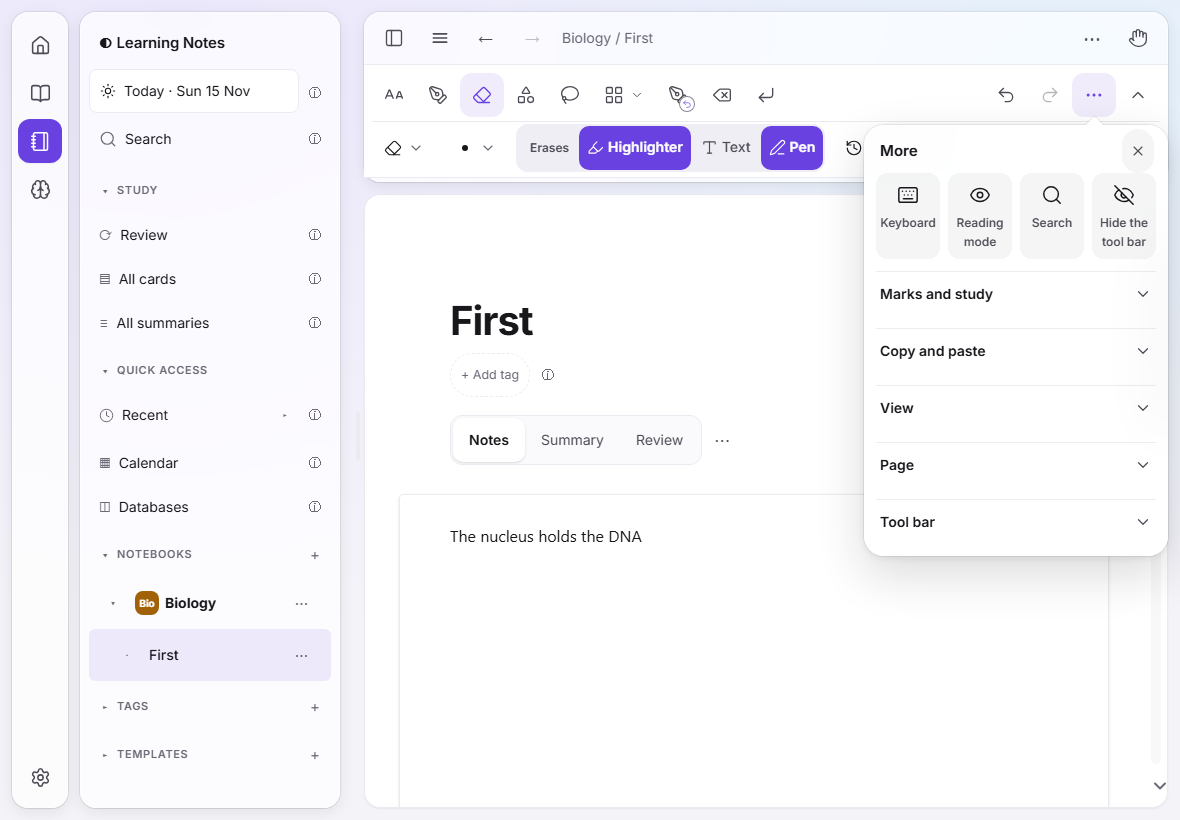 Learning Notes
Today · Sun 15 Nov
Search
STUDY
Review
All cards
All summaries
QUICK ACCESS
Recent
Calendar
Databases
NOTEBOOKS
Bio Biology
First
TAGS
TEMPLATES
Biology / First
AA
Erases Highlighter Text Pen
First
+ Add tag
Notes Summary Review
The nucleus holds the DNA
More
Keyboard
Reading mode
Search
Hide the tool bar
Marks and study
Copy and paste
View
Page
Tool bar